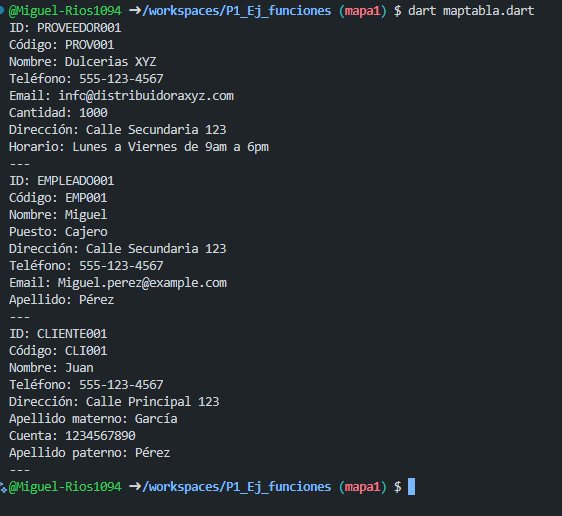 @Miguel-Rios1094 ➜/workspaces/P1_Ej_funciones (mapa1) $ dart maptabla.dart
ID: PROVEEDOR001
Código: PROV001
Nombre: Dulcerias XYZ
Teléfono: 555-123-4567
Email: info@distribuidoraxyz.com
Cantidad: 1000
Dirección: Calle Secundaria 123
Horario: Lunes a Viernes de 9am a 6pm
---
ID: EMPLEADO001
Código: EMP001
Nombre: Miguel
Puesto: Cajero
Dirección: Calle Secundaria 123
Teléfono: 555-123-4567
Email: Miguel.perez@example.com
Apellido: Pérez
---
ID: CLIENTE001
Código: CLI001
Nombre: Juan
Teléfono: 555-123-4567
Dirección: Calle Principal 123
Apellido materno: García
Cuenta: 1234567890
Apellido paterno: Pérez
---
@Miguel-Rios1094 ➜/workspaces/P1_Ej_funciones (mapa1) $